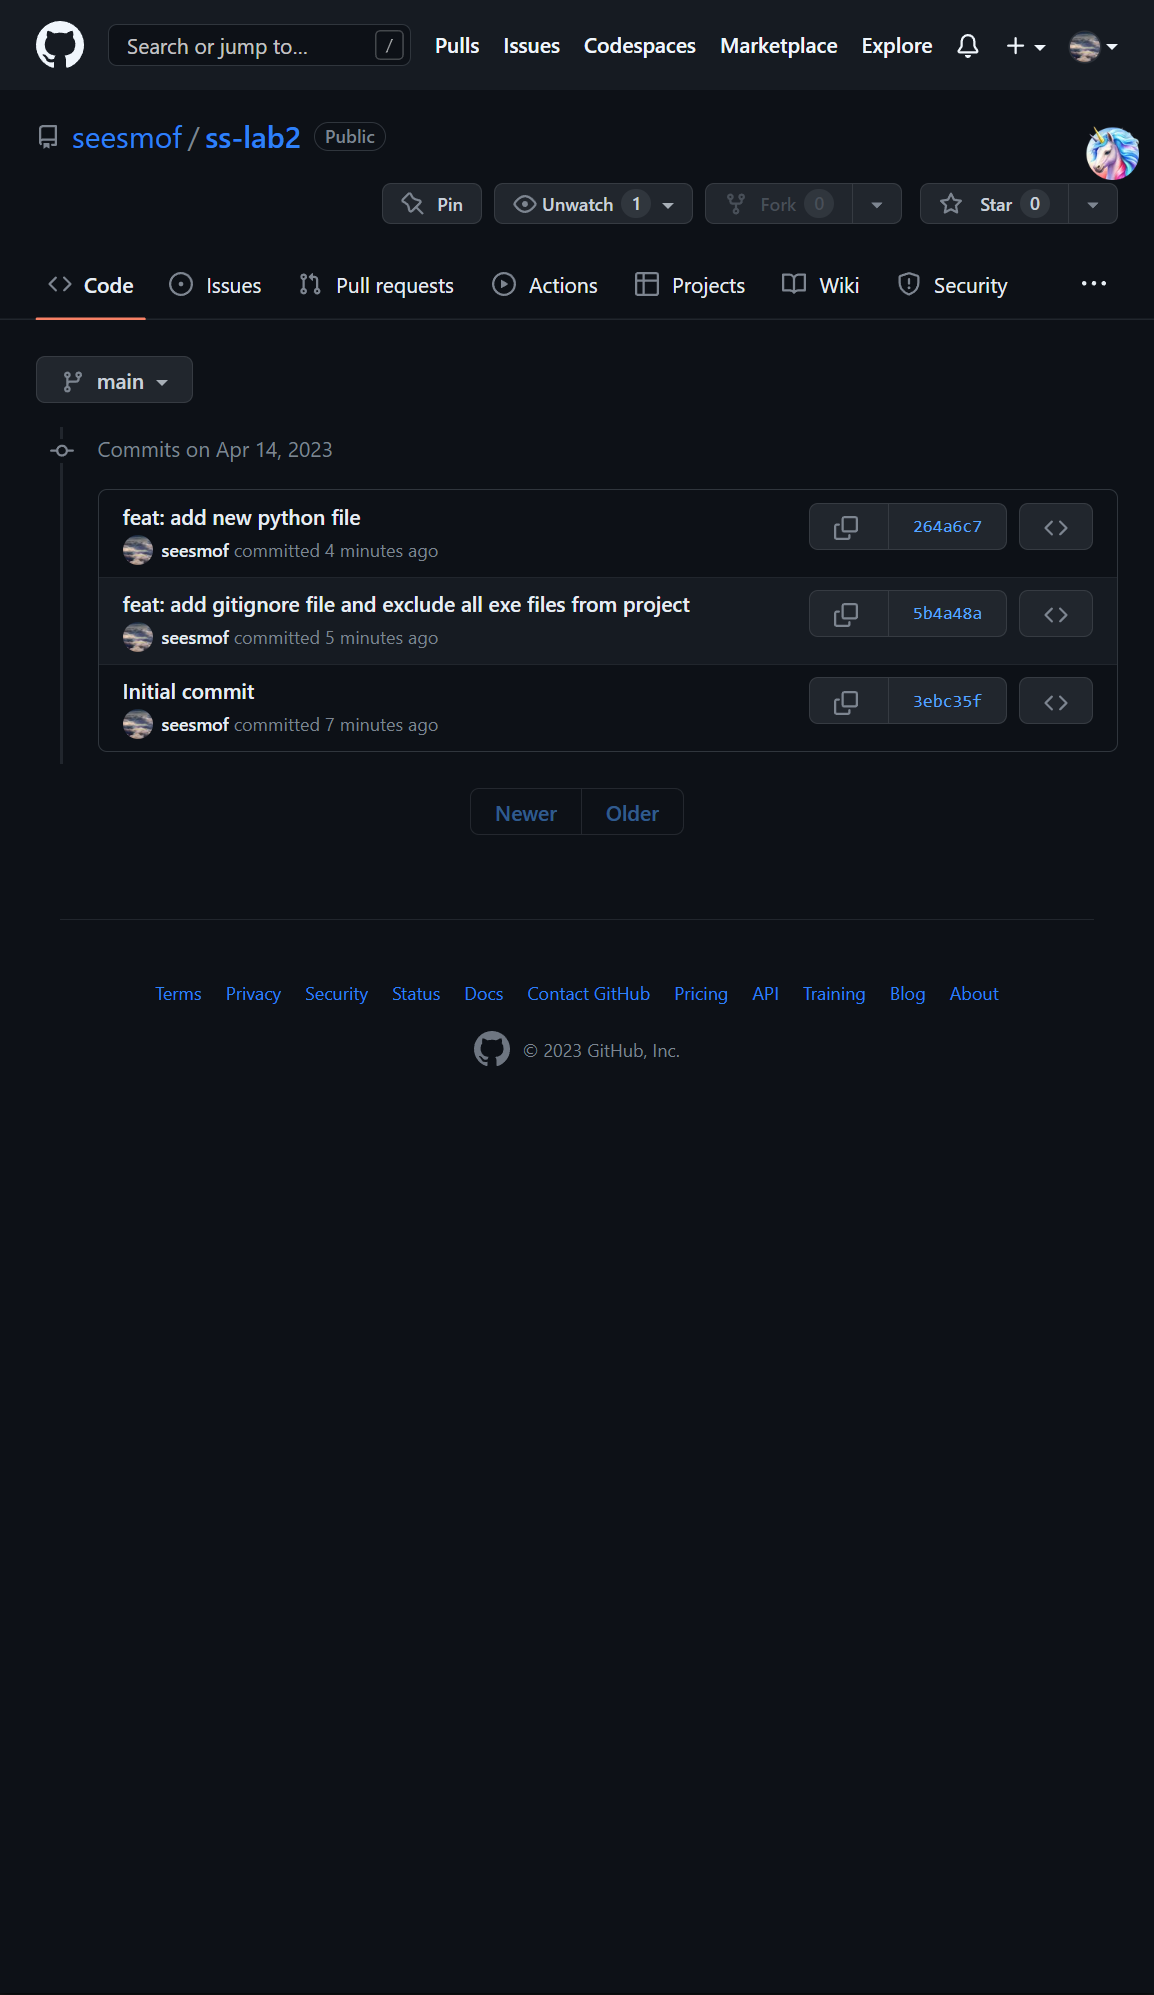 Search or jump to... / Pulls Issues Codespaces Marketplace Explore
seesmof / ss-lab2 Public
Pin Unwatch 1 Fork 0 Star 0
Code Issues Pull requests Actions Projects Wiki Security
main
Commits on Apr 14, 2023
feat: add new python file 264a6c7
seesmof committed 4 minutes ago
feat: add gitignore file and exclude all exe files from project 5b4a48a
seesmof committed 5 minutes ago
Initial commit 3ebc35f
seesmof committed 7 minutes ago
Newer Older
Terms Privacy Security Status Docs Contact GitHub Pricing API Training Blog About
© 2023 GitHub, Inc.